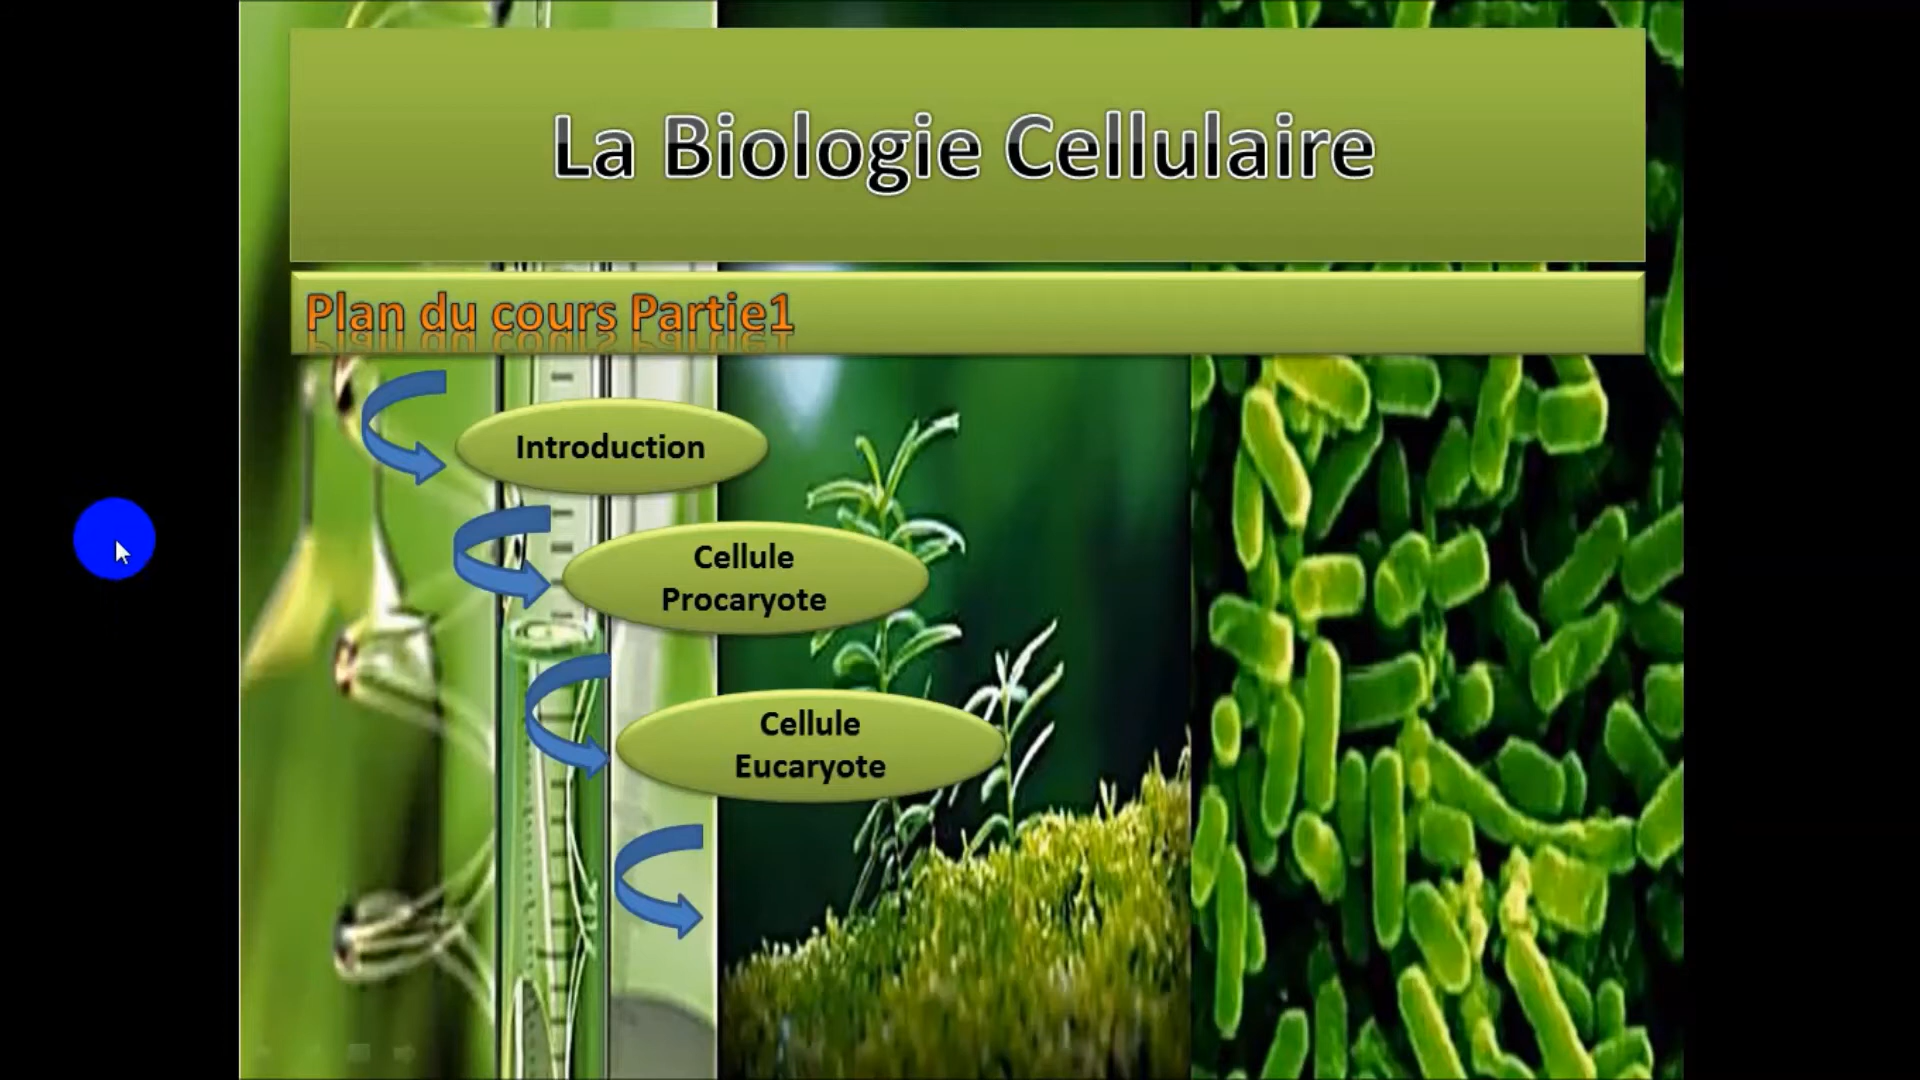 La Biologie Cellulaire
Plan du cours Partie1
Introduction
Cellule
Procaryote
Cellule
Eucaryote